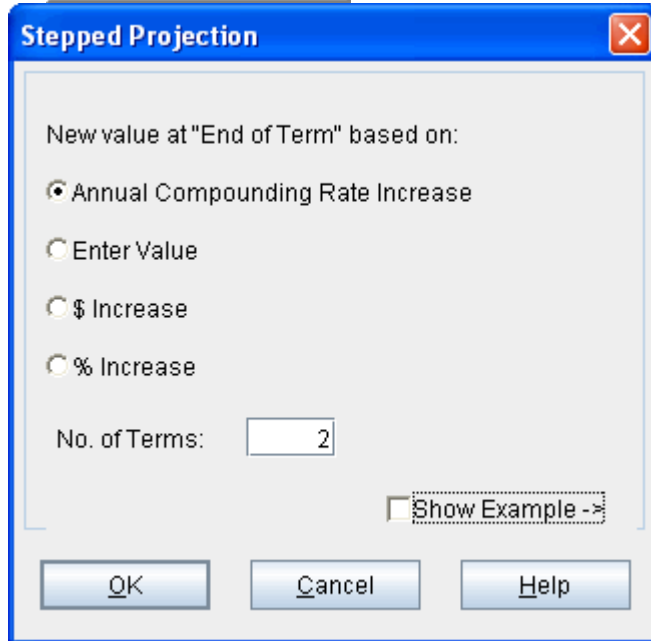 Stepped Projection
New value at "End of Term" based on:
Annual Compounding Rate Increase
Enter Value
$ Increase
% Increase
No. of Terms: 2
Show Example ->
OK Cancel Help